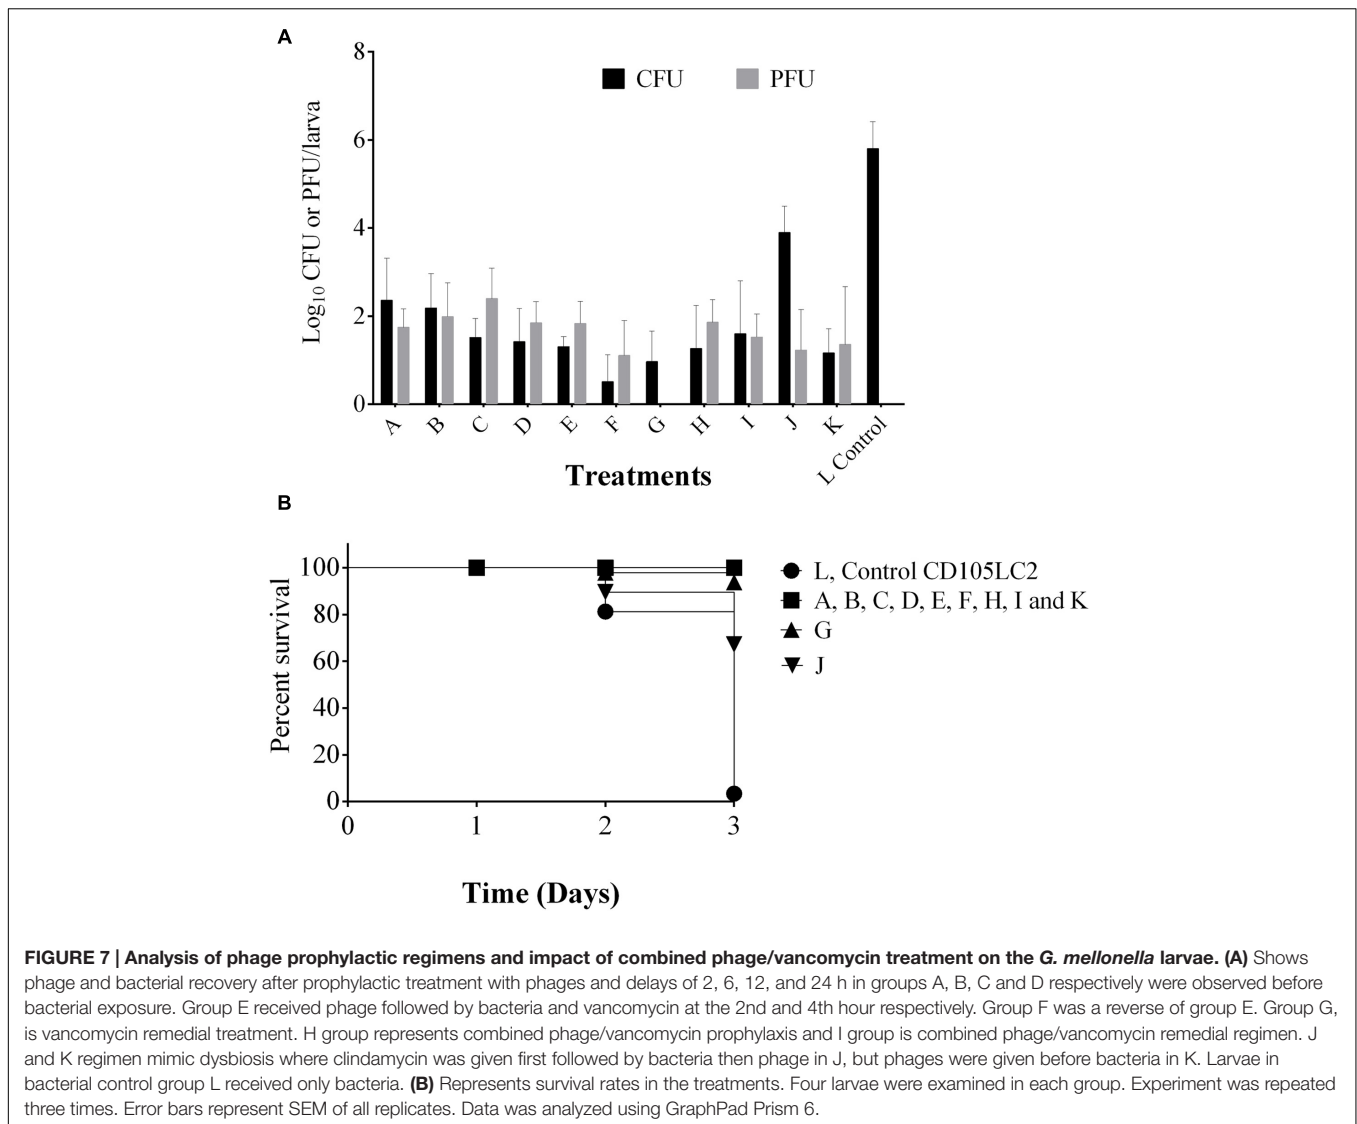 A
8
CFU PFU
6
4
2
0
Log10 CFU or PFU/larva
A B C D E F G H I J K L Control
Treatments
B
100
80
60
40
20
0
Percent survival
0 1 2 3
Time (Days)
L, Control CD105LC2
A, B, C, D, E, F, H, I and K
G
J
FIGURE 7 | Analysis of phage prophylactic regimens and impact of combined phage/vancomycin treatment on the G. mellonella larvae. (A) Shows
phage and bacterial recovery after prophylactic treatment with phages and delays of 2, 6, 12, and 24 h in groups A, B, C and D respectively were observed before
bacterial exposure. Group E received phage followed by bacteria and vancomycin at the 2nd and 4th hour respectively. Group F was a reverse of group E. Group G,
is vancomycin remedial treatment. H group represents combined phage/vancomycin prophylaxis and I group is combined phage/vancomycin remedial regimen. J
and K regimen mimic dysbiosis where clindamycin was given first followed by bacteria then phage in J, but phages were given before bacteria in K. Larvae in
bacterial control group L received only bacteria. (B) Represents survival rates in the treatments. Four larvae were examined in each group. Experiment was repeated
three times. Error bars represent SEM of all replicates. Data was analyzed using GraphPad Prism 6.